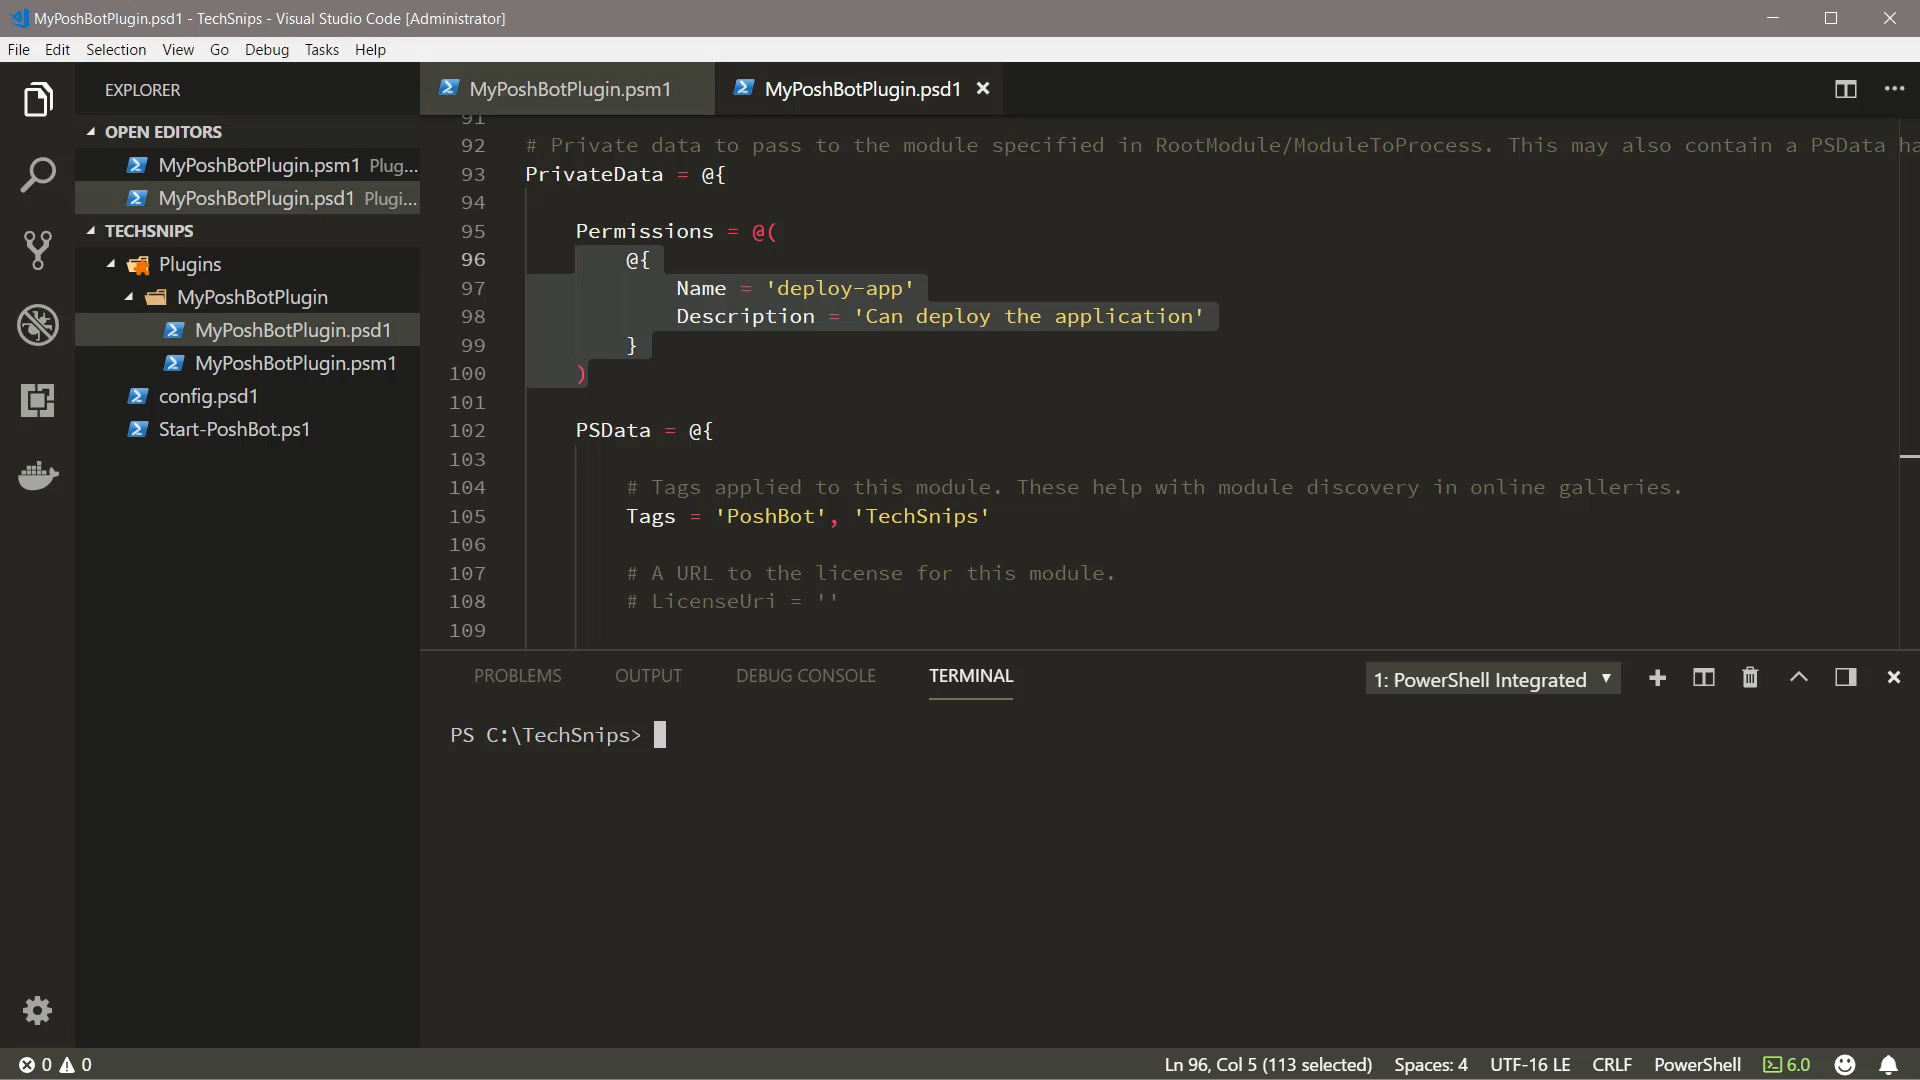 MyPoshBotPlugin.psd1 - TechSnips - Visual Studio Code [Administrator]
File Edit Selection View Go Debug Tasks Help
EXPLORER
OPEN EDITORS
MyPoshBotPlugin.psm1 Plug...
MyPoshBotPlugin.psd1 Plugi...
TECHSNIPS
Plugins
MyPoshBotPlugin
MyPoshBotPlugin.psd1
MyPoshBotPlugin.psm1
config.psd1
Start-PoshBot.ps1
MyPoshBotPlugin.psm1 MyPoshBotPlugin.psd1
91
92 # Private data to pass to the module specified in RootModule/ModuleToProcess. This may also contain a PSData ha
93 PrivateData = @{
94
95 Permissions = @(
96 @{
97 Name = 'deploy-app'
98 Description = 'Can deploy the application'
99 }
100 )
101
102 PSData = @{
103
104 # Tags applied to this module. These help with module discovery in online galleries.
105 Tags = 'PoshBot', 'TechSnips'
106
107 # A URL to the license for this module.
108 # LicenseUri = ''
109
PROBLEMS OUTPUT DEBUG CONSOLE TERMINAL 1: PowerShell Integrated
PS C:\TechSnips>
0 0 Ln 96, Col 5 (113 selected) Spaces: 4 UTF-16 LE CRLF PowerShell 6.0